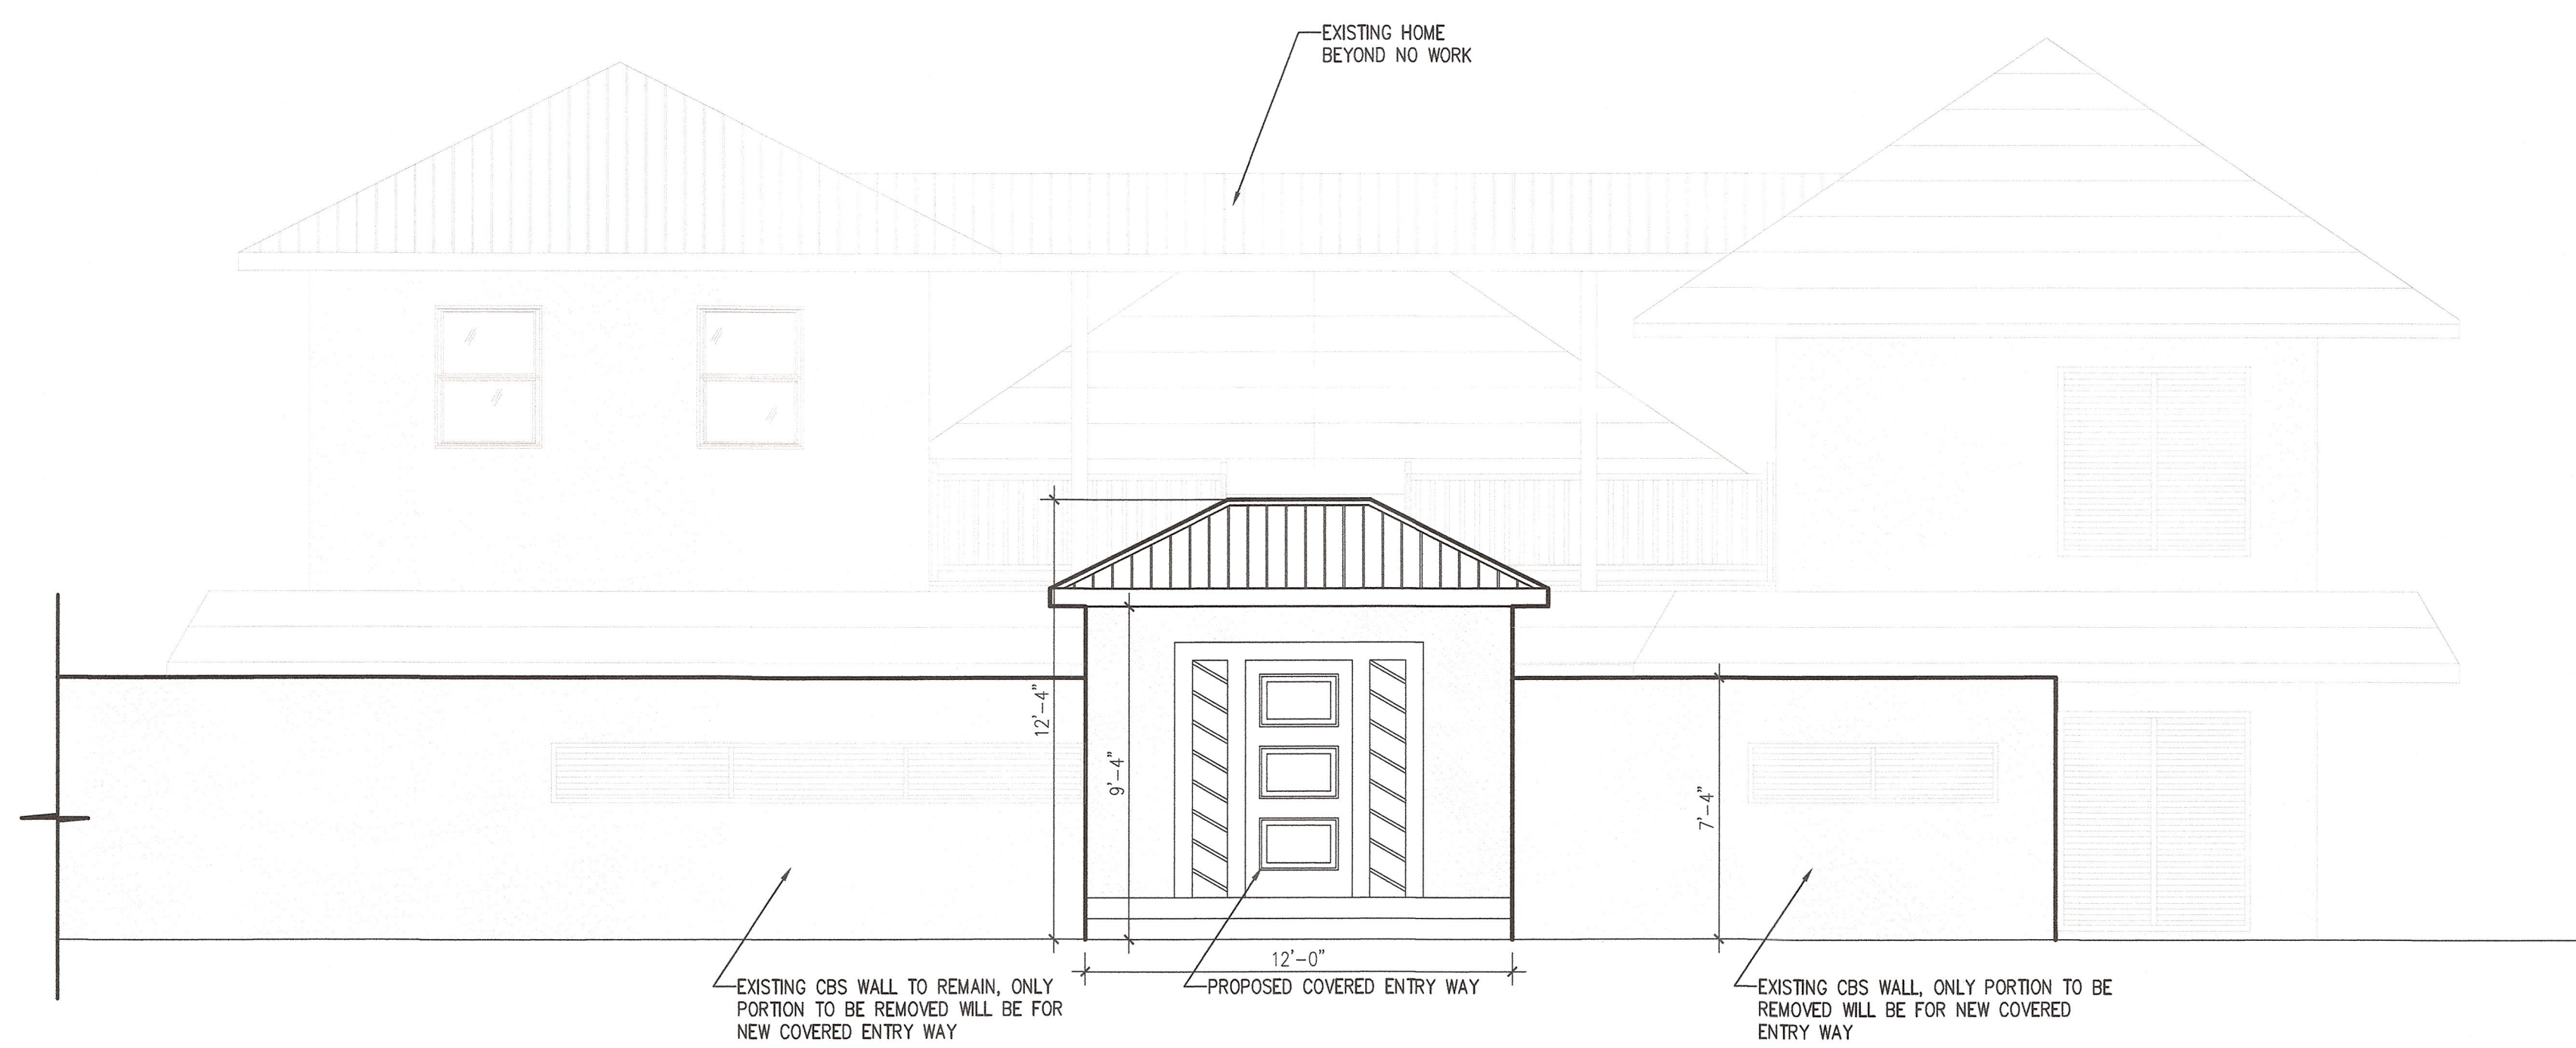 EXISTING HOME
BEYOND NO WORK
12'-4"
9'-4"
7'-4"
12'-0"
EXISTING CBS WALL TO REMAIN, ONLY
PORTION TO BE REMOVED WILL BE FOR
NEW COVERED ENTRY WAY
PROPOSED COVERED ENTRY WAY
EXISTING CBS WALL, ONLY PORTION TO BE
REMOVED WILL BE FOR NEW COVERED
ENTRY WAY